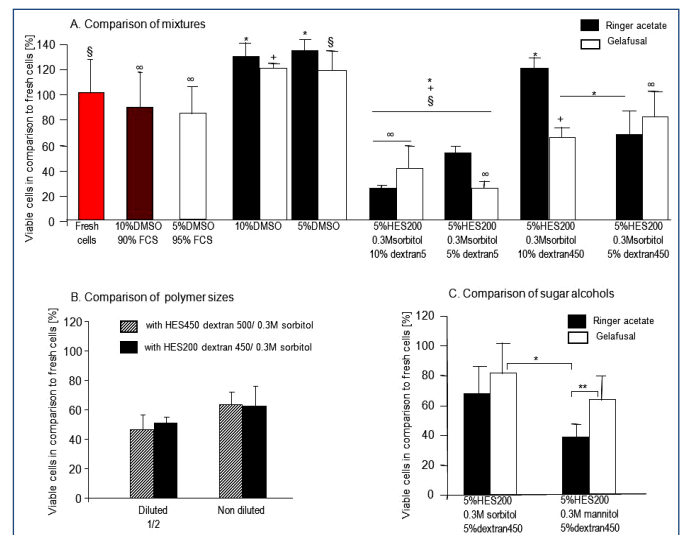 A. Comparison of mixtures
Ringer acetate
Gelafusal
Viable cells in comparison to fresh cells [%]
140
120
100
80
60
40
20
0
§
∞
∞
*
+
*
§
*
+
§
∞
∞
*
+
*
∞
Fresh cells
10%DMSO 90% FCS
5%DMSO 95% FCS
10%DMSO
5%DMSO
5%HES200
0.3Msorbitol
10% dextran5
5%HES200
0.3Msorbitol
5% dextran5
5%HES200
0.3Msorbitol
10% dextran450
5%HES200
0.3Msorbitol
5% dextran450
B. Comparison of polymer sizes
with HES450 dextran 500/ 0.3M sorbitol
with HES200 dextran 450/ 0.3M sorbitol
Viable cells in comparison to fresh cells [%]
120
100
80
60
40
20
0
Diluted
1/2
Non diluted
C. Comparison of sugar alcohols
Ringer acetate
Gelafusal
Viable cells in comparison to fresh cells [%]
120
100
80
60
40
20
0
*
**
5%HES200
0.3M sorbitol
5%dextran450
5%HES200
0.3M mannitol
5%dextran450